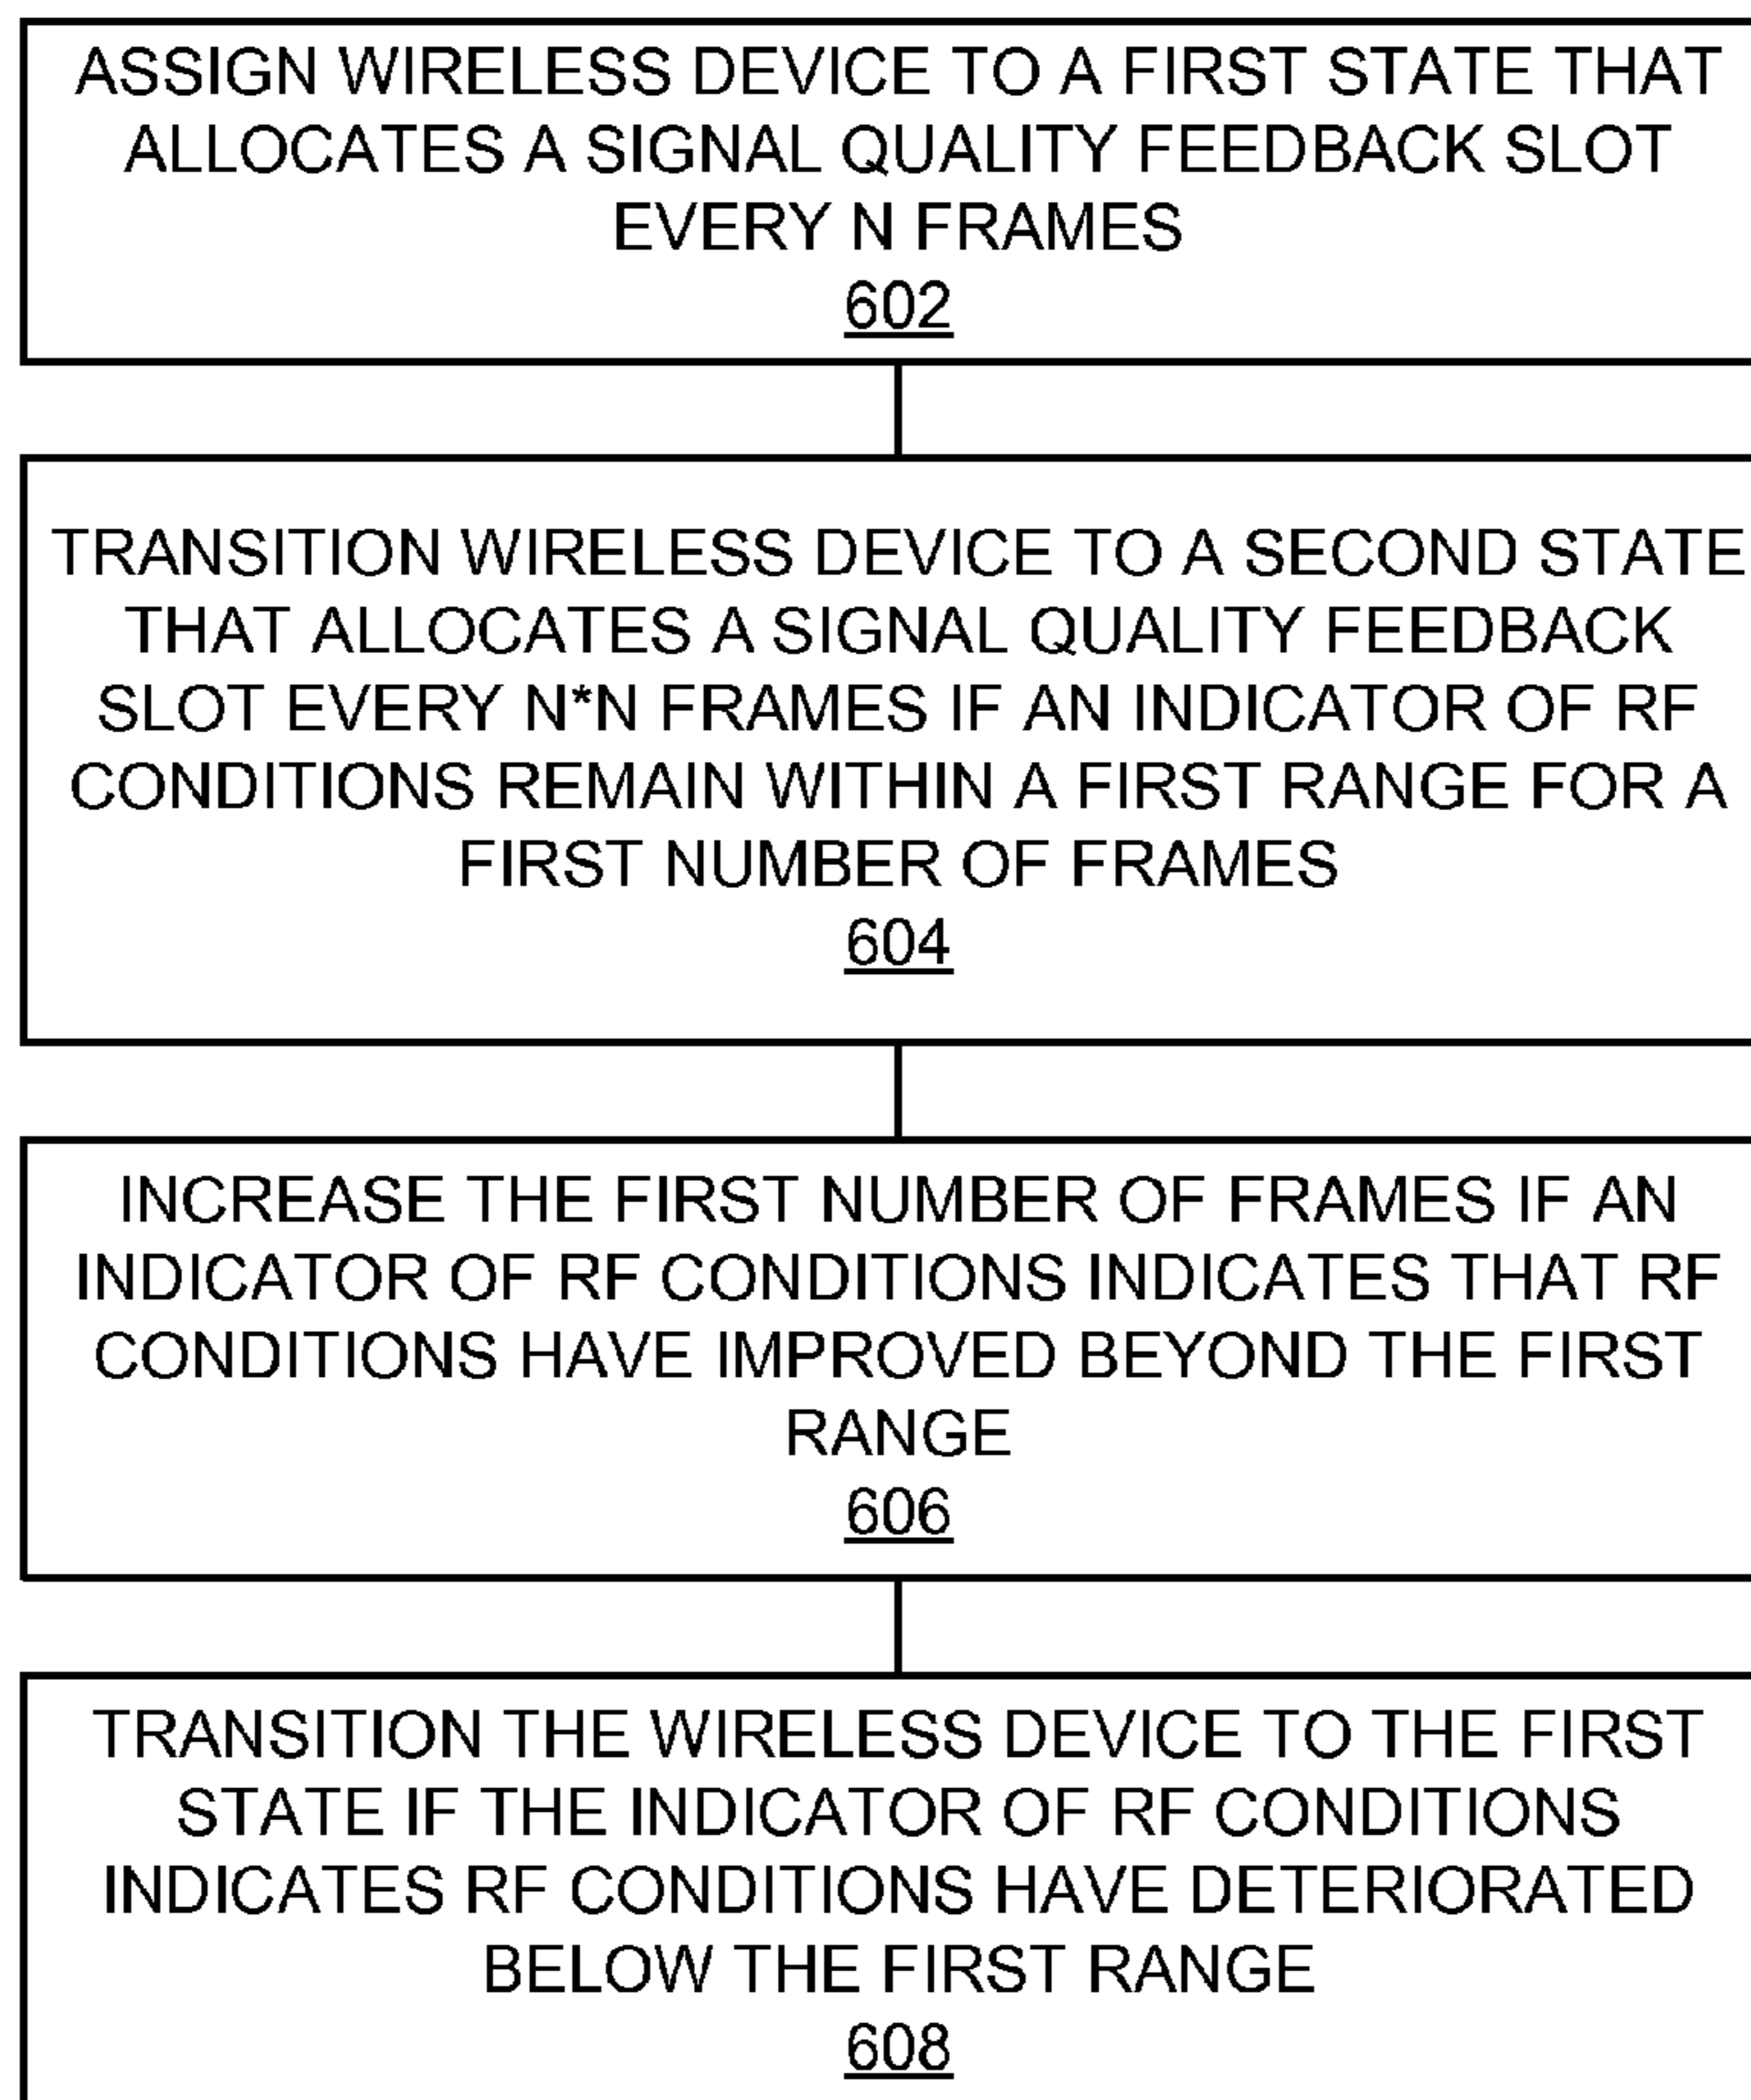 ASSIGN WIRELESS DEVICE TO A FIRST STATE THAT
ALLOCATES A SIGNAL QUALITY FEEDBACK SLOT
EVERY N FRAMES
602
TRANSITION WIRELESS DEVICE TO A SECOND STATE
THAT ALLOCATES A SIGNAL QUALITY FEEDBACK
SLOT EVERY N*N FRAMES IF AN INDICATOR OF RF
CONDITIONS REMAIN WITHIN A FIRST RANGE FOR A
FIRST NUMBER OF FRAMES
604
INCREASE THE FIRST NUMBER OF FRAMES IF AN
INDICATOR OF RF CONDITIONS INDICATES THAT RF
CONDITIONS HAVE IMPROVED BEYOND THE FIRST
RANGE
606
TRANSITION THE WIRELESS DEVICE TO THE FIRST
STATE IF THE INDICATOR OF RF CONDITIONS
INDICATES RF CONDITIONS HAVE DETERIORATED
BELOW THE FIRST RANGE
608